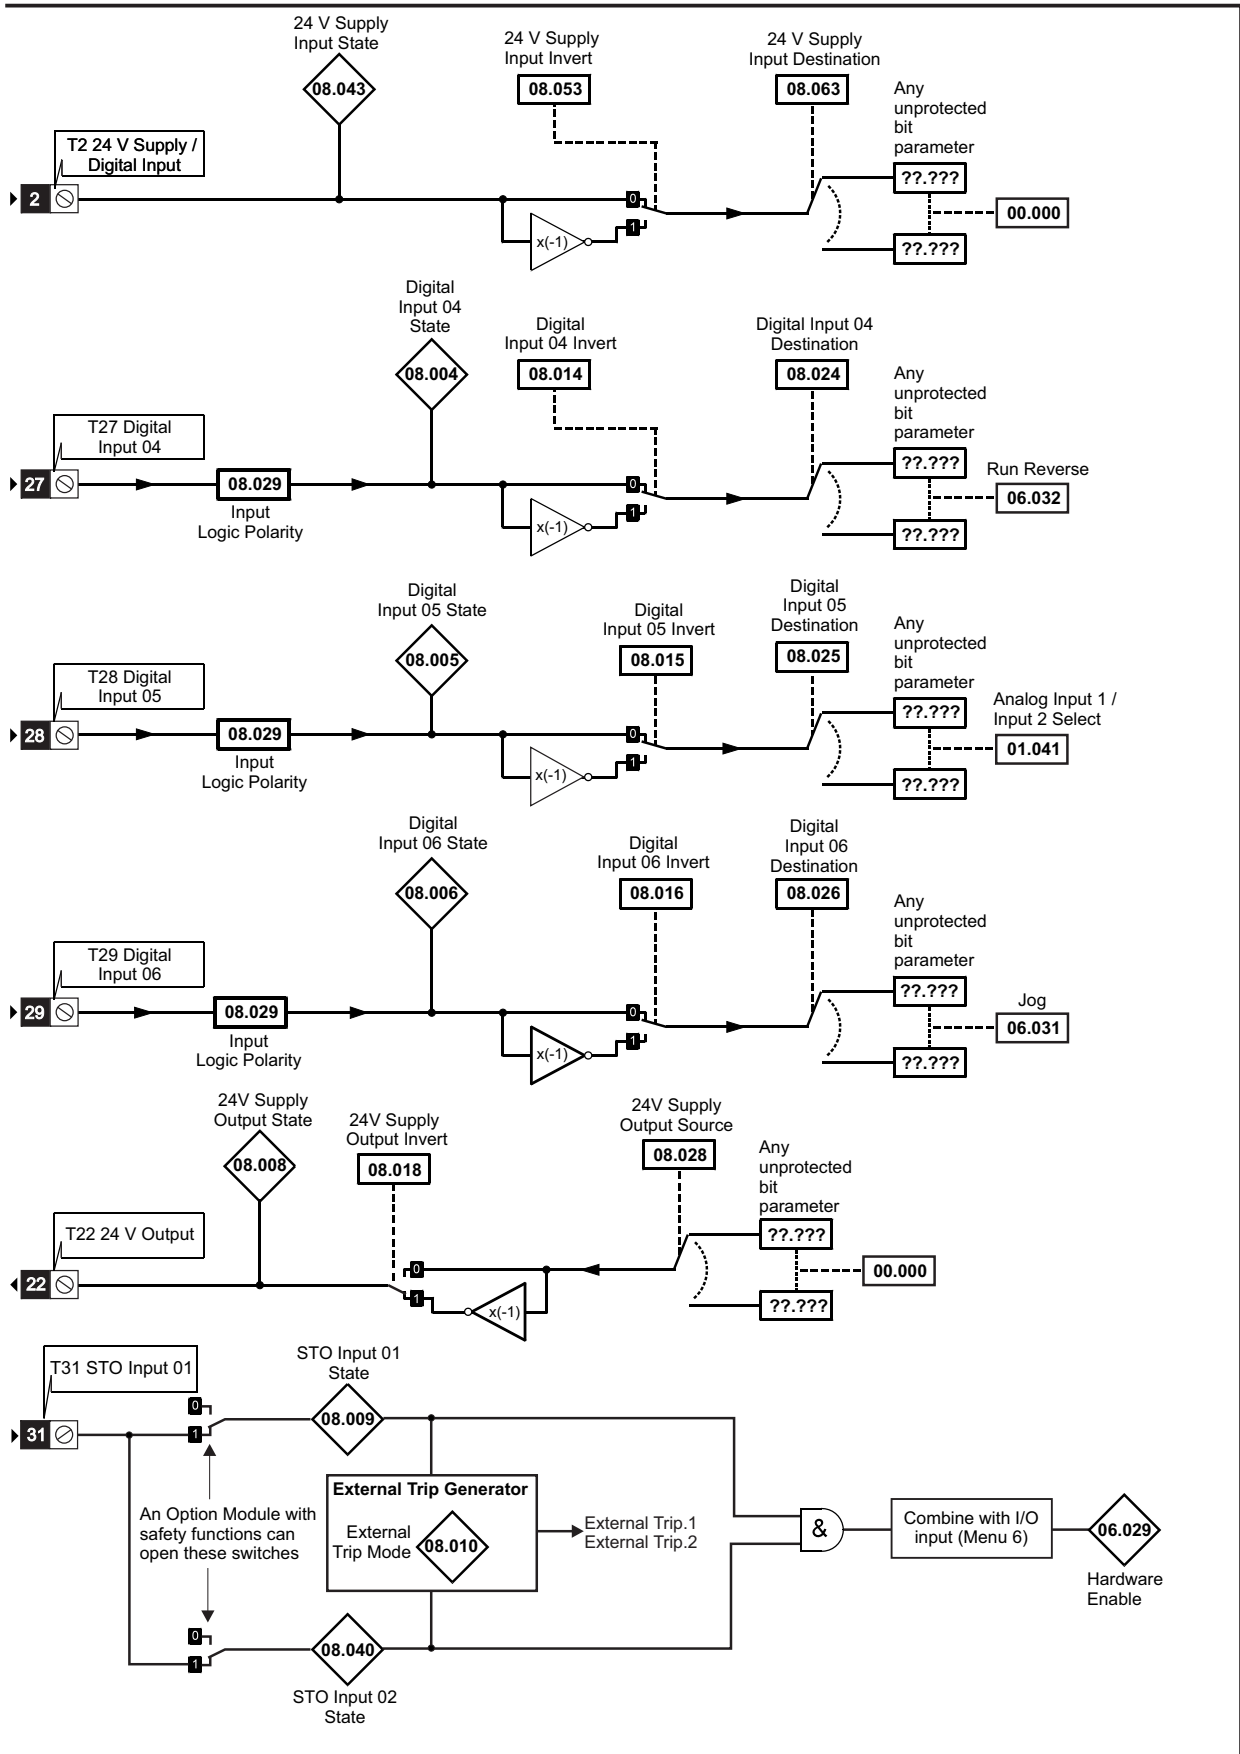 24 V Supply
Input State
08.043
24 V Supply
Input Invert
08.053
24 V Supply
Input Destination
08.063
Any
unprotected
bit
parameter
T2 24 V Supply /
Digital Input
2
0
1
x(-1)
??.???
??.???
00.000
Digital
Input 04
State
08.004
Digital
Input 04 Invert
08.014
Digital Input 04
Destination
08.024
Any
unprotected
bit
parameter
T27 Digital
Input 04
27
08.029
Input
Logic Polarity
0
1
x(-1)
??.???
??.???
Run Reverse
06.032
Digital
Input 05 State
08.005
Digital
Input 05 Invert
08.015
Digital
Input 05
Destination
08.025
Any
unprotected
bit
parameter
T28 Digital
Input 05
28
08.029
Input
Logic Polarity
0
1
x(-1)
??.???
??.???
Analog Input 1 /
Input 2 Select
01.041
Digital
Input 06 State
08.006
Digital
Input 06 Invert
08.016
Digital
Input 06
Destination
08.026
Any
unprotected
bit
parameter
T29 Digital
Input 06
29
08.029
Input
Logic Polarity
0
1
x(-1)
??.???
??.???
Jog
06.031
24V Supply
Output State
08.008
24V Supply
Output Invert
08.018
24V Supply
Output Source
08.028
Any
unprotected
bit
parameter
T22 24 V Output
22
0
1
x(-1)
??.???
??.???
00.000
T31 STO Input 01
31
0
1
STO Input 01
State
08.009
An Option Module with
safety functions can
open these switches
External Trip Generator
External
Trip Mode
08.010
External Trip.1
External Trip.2
&
Combine with I/O
input (Menu 6)
06.029
Hardware
Enable
0
1
08.040
STO Input 02
State